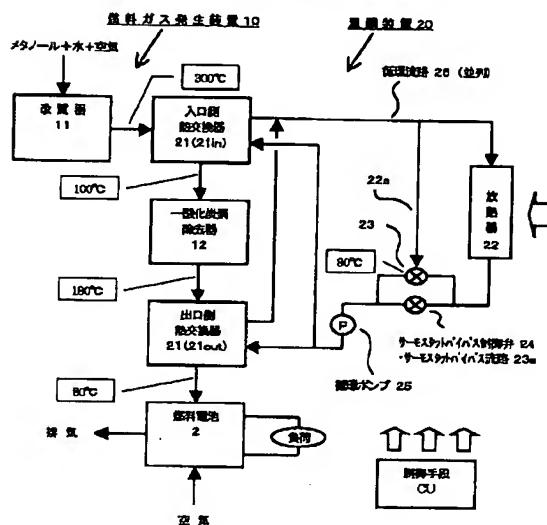 燃料ガス発生装置 10
温調装置 20
メタノール+水+空気
改質器
11
300℃
入口側
熱交換器
21(21in)
循環流路 26 (並列)
100℃
22a
放
熱
器
22
一酸化炭素
除去器
12
23
80℃
180℃
出口側
熱交換器
21(21out)
P
サーモスタットバイパス制御弁 24
・サーモスタットバイパス流路 23a
循環ポンプ 25
80℃
燃料電池
2
負荷
排気
空気
制御手段
CU